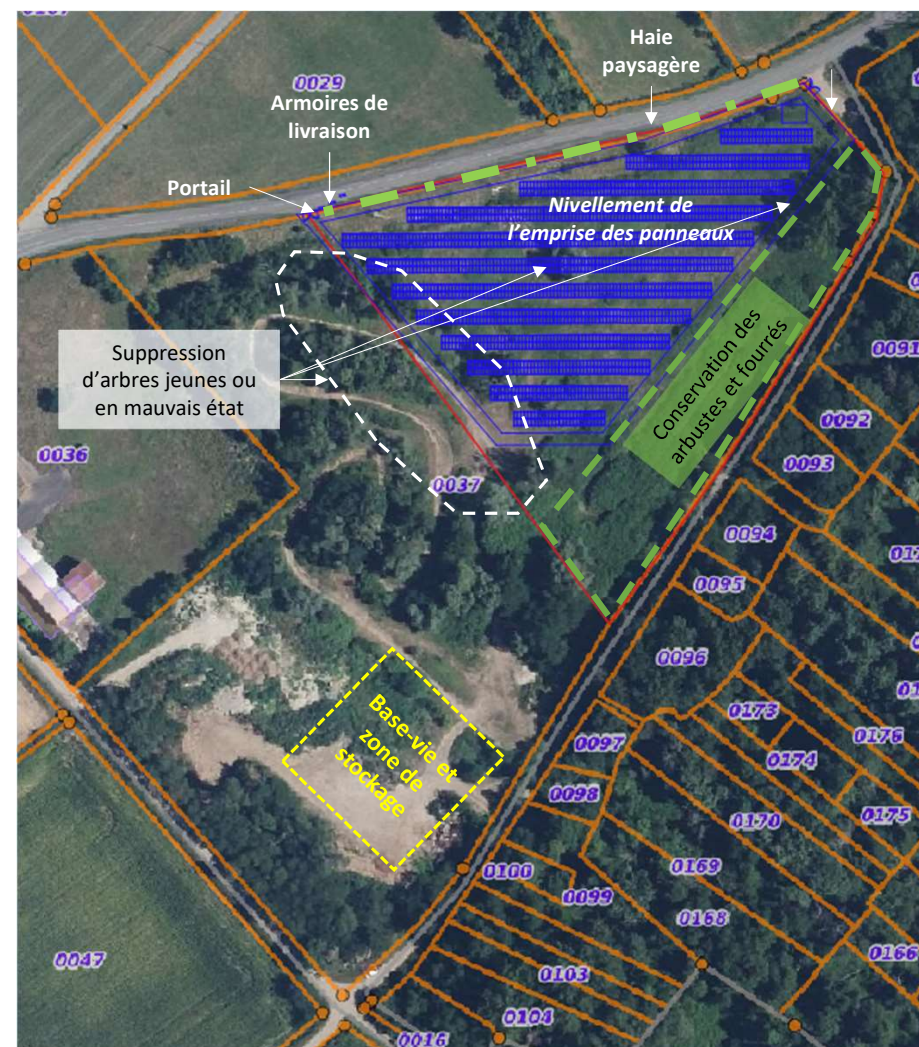 Haie
paysagère
0029
Armoires de
livraison
Portail
Nivellement de
l'emprise des panneaux
Suppression
d'arbres jeunes ou
en mauvais état
Conservation des
arbustes et fourrés
0091
0092
0093
0036
0037
0094
0095
0096
0173
0176
0174
0097
0098
0175
0170
Base-vie et
zone de
stockage
0100
0169
0099
0168
0166
0047
0103
0104
0016